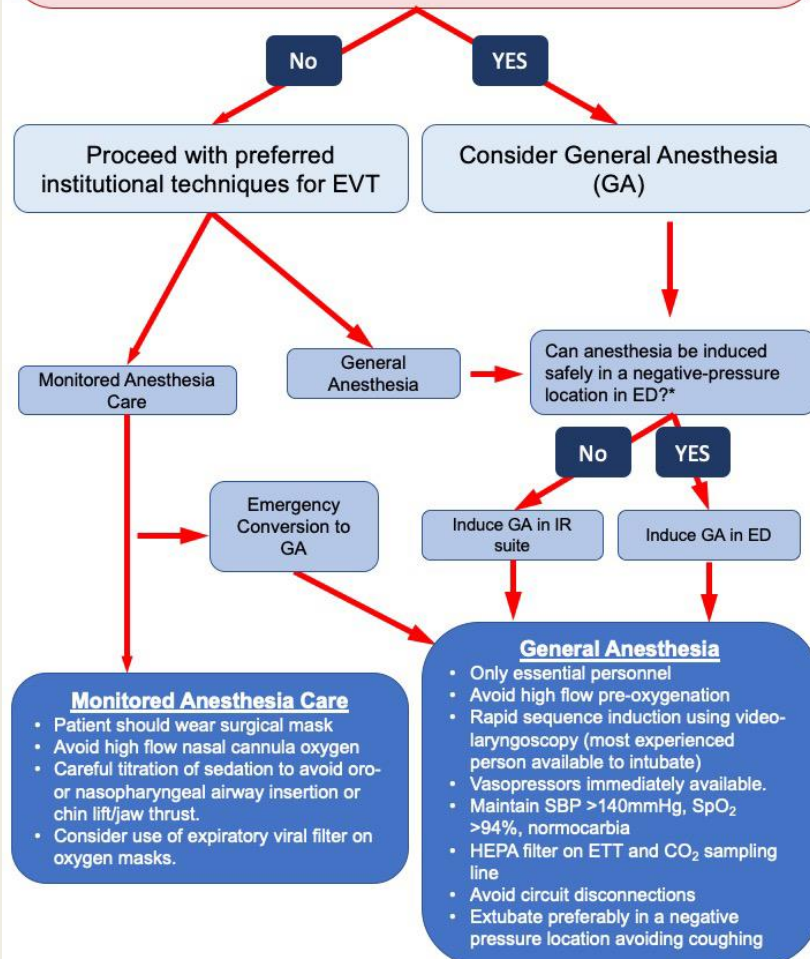 No
YES
Proceed with preferred
institutional techniques for EVT
Consider General Anesthesia
(GA)
Monitored Anesthesia
Care
General
Anesthesia
Can anesthesia be induced
safely in a negative-pressure
location in ED?*
No
YES
Emergency
Conversion to
GA
Induce GA in IR
suite
Induce GA in ED
Monitored Anesthesia Care
• Patient should wear surgical mask
• Avoid high flow nasal cannula oxygen
• Careful titration of sedation to avoid oro-
or nasopharyngeal airway insertion or
chin lift/jaw thrust.
• Consider use of expiratory viral filter on
oxygen masks.
General Anesthesia
• Only essential personnel
• Avoid high flow pre-oxygenation
• Rapid sequence induction using video-
laryngoscopy (most experienced
person available to intubate)
• Vasopressors immediately available.
• Maintain SBP >140mmHg, SpO₂
>94%, normocarbia
• HEPA filter on ETT and CO₂ sampling
line
• Avoid circuit disconnections
• Extubate preferably in a negative
pressure location avoiding coughing